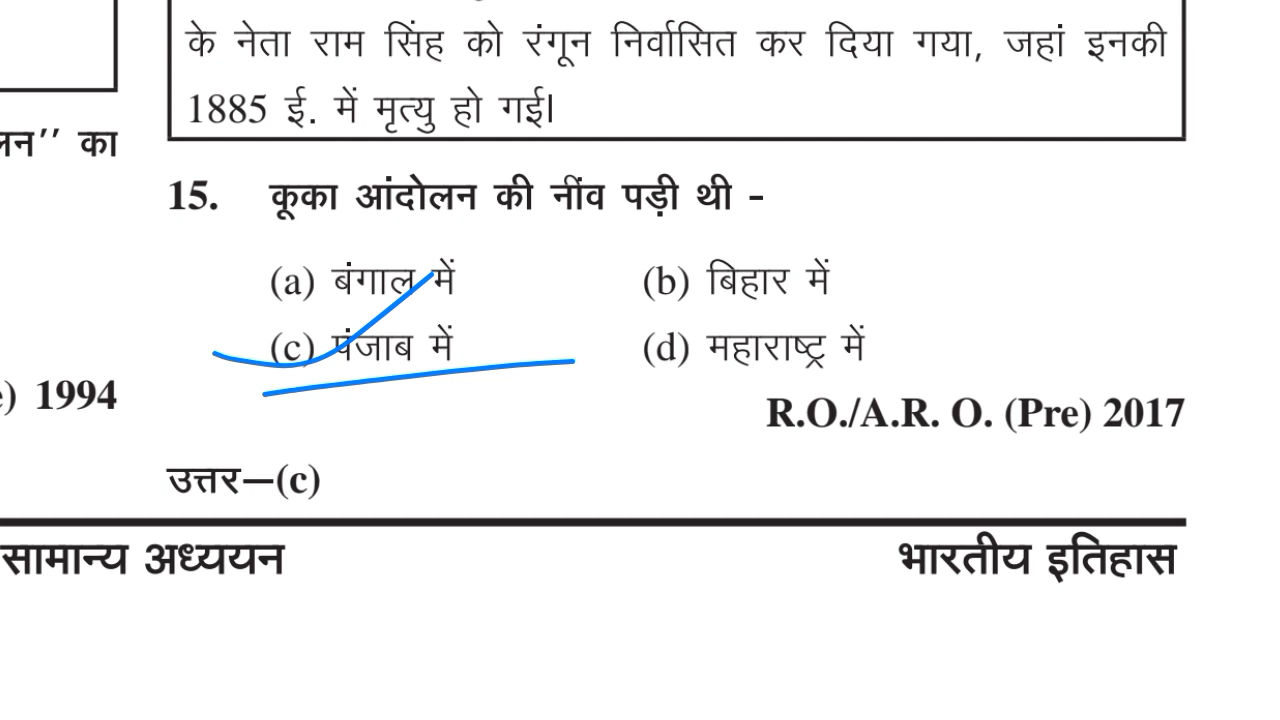 के नेता राम सिंह को रंगून निर्वासित कर दिया गया, जहां इनकी
1885 ई. में मृत्यु हो गई।
लन'' का
15. कूका आंदोलन की नींव पड़ी थी -
(a) बंगाल में (b) बिहार में
(c) पंजाब में (d) महाराष्ट्र में
) 1994
R.O./A.R. O. (Pre) 2017
उत्तर—(c)
सामान्य अध्ययन भारतीय इतिहास